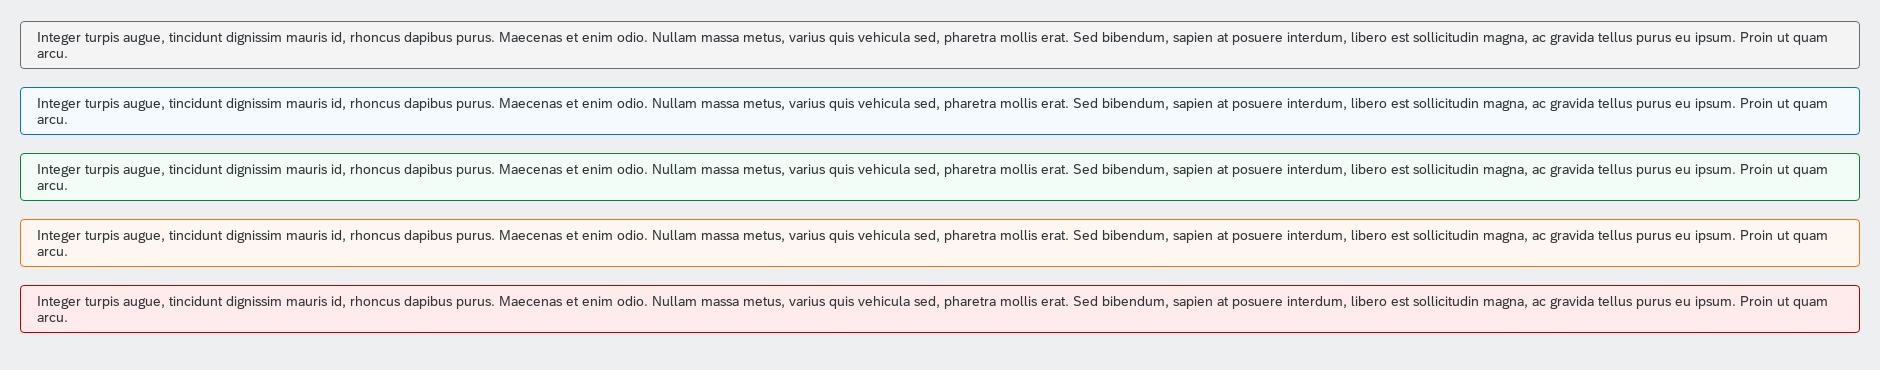 Integer turpis augue, tincidunt dignissim mauris id, rhoncus dapibus purus. Maecenas et enim odio. Nullam massa metus, varius quis vehicula sed, pharetra mollis erat. Sed bibendum, sapien at posuere interdum, libero est sollicitudin magna, ac gravida tellus purus eu ipsum. Proin ut quam
arcu.
Integer turpis augue, tincidunt dignissim mauris id, rhoncus dapibus purus. Maecenas et enim odio. Nullam massa metus, varius quis vehicula sed, pharetra mollis erat. Sed bibendum, sapien at posuere interdum, libero est sollicitudin magna, ac gravida tellus purus eu ipsum. Proin ut quam
arcu.
Integer turpis augue, tincidunt dignissim mauris id, rhoncus dapibus purus. Maecenas et enim odio. Nullam massa metus, varius quis vehicula sed, pharetra mollis erat. Sed bibendum, sapien at posuere interdum, libero est sollicitudin magna, ac gravida tellus purus eu ipsum. Proin ut quam
arcu.
Integer turpis augue, tincidunt dignissim mauris id, rhoncus dapibus purus. Maecenas et enim odio. Nullam massa metus, varius quis vehicula sed, pharetra mollis erat. Sed bibendum, sapien at posuere interdum, libero est sollicitudin magna, ac gravida tellus purus eu ipsum. Proin ut quam
arcu.
Integer turpis augue, tincidunt dignissim mauris id, rhoncus dapibus purus. Maecenas et enim odio. Nullam massa metus, varius quis vehicula sed, pharetra mollis erat. Sed bibendum, sapien at posuere interdum, libero est sollicitudin magna, ac gravida tellus purus eu ipsum. Proin ut quam
arcu.